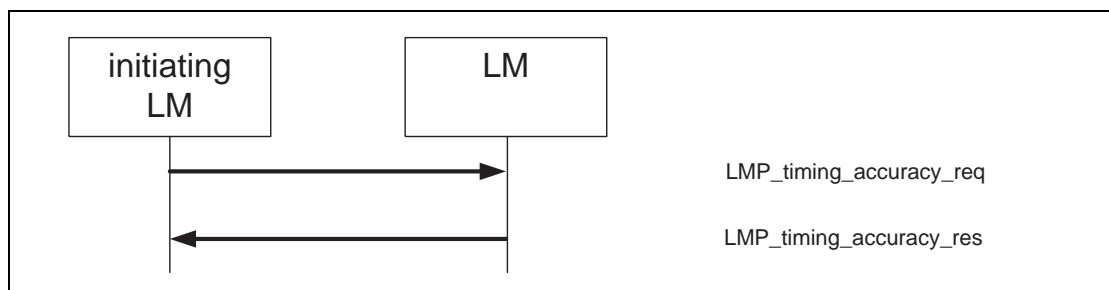 initiating
LM
LM
LMP_timing_accuracy_req
LMP_timing_accuracy_res